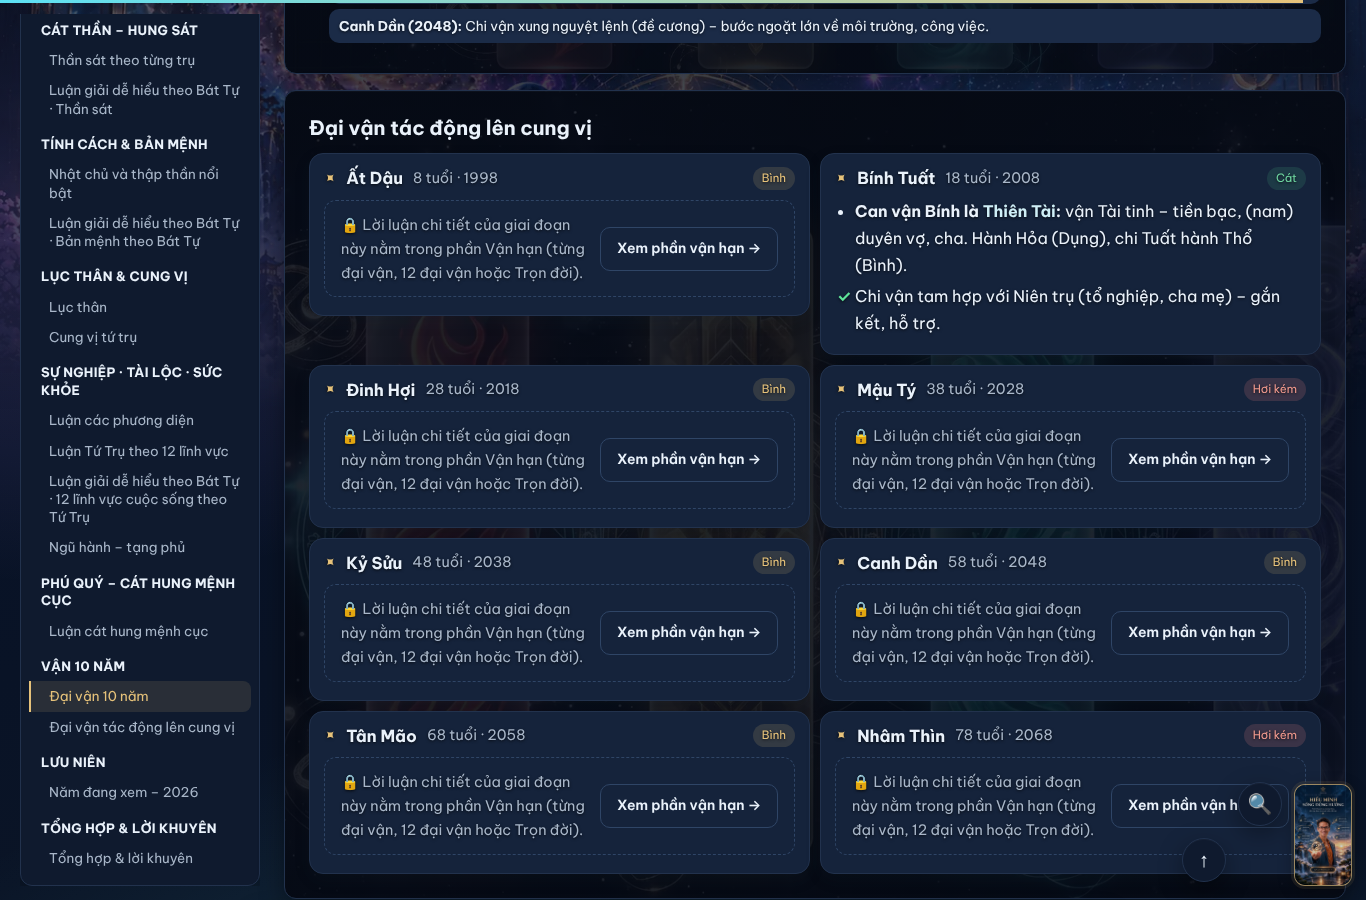 CÁT THẦN – HUNG SÁT
Thần sát theo từng trụ
Luận giải dễ hiểu theo Bát Tự
· Thần sát
TÍNH CÁCH & BẢN MỆNH
Nhật chủ và thập thần nổi
bật
Luận giải dễ hiểu theo Bát Tự
· Bản mệnh theo Bát Tự
LỤC THÂN & CUNG VỊ
Lục thân
Cung vị tứ trụ
SỰ NGHIỆP · TÀI LỘC · SỨC
KHỎE
Luận các phương diện
Luận Tứ Trụ theo 12 lĩnh vực
Luận giải dễ hiểu theo Bát Tự
· 12 lĩnh vực cuộc sống theo
Tứ Trụ
Ngũ hành – tạng phủ
PHÚ QUÝ – CÁT HUNG MỆNH
CỤC
Luận cát hung mệnh cục
VẬN 10 NĂM
Đại vận 10 năm
Đại vận tác động lên cung vị
LƯU NIÊN
Năm đang xem – 2026
TỔNG HỢP & LỜI KHUYÊN
Tổng hợp & lời khuyên
Canh Dần (2048): Chi vận xung nguyệt lệnh (đề cương) – bước ngoặt lớn về môi trường, công việc.
Đại vận tác động lên cung vị
Ất Dậu 8 tuổi · 1998 Bình
🔒 Lời luận chi tiết của giai đoạn
này nằm trong phần Vận hạn (từng
đại vận, 12 đại vận hoặc Trọn đời).
Xem phần vận hạn →
Bính Tuất 18 tuổi · 2008 Cát
• Can vận Bính là Thiên Tài: vận Tài tinh – tiền bạc, (nam)
duyên vợ, cha. Hành Hỏa (Dụng), chi Tuất hành Thổ
(Bình).
✓ Chi vận tam hợp với Niên trụ (tổ nghiệp, cha mẹ) – gắn
kết, hỗ trợ.
Đinh Hợi 28 tuổi · 2018 Bình
🔒 Lời luận chi tiết của giai đoạn
này nằm trong phần Vận hạn (từng
đại vận, 12 đại vận hoặc Trọn đời).
Xem phần vận hạn →
Mậu Tý 38 tuổi · 2028 Hơi kém
🔒 Lời luận chi tiết của giai đoạn
này nằm trong phần Vận hạn (từng
đại vận, 12 đại vận hoặc Trọn đời).
Xem phần vận hạn →
Kỷ Sửu 48 tuổi · 2038 Bình
🔒 Lời luận chi tiết của giai đoạn
này nằm trong phần Vận hạn (từng
đại vận, 12 đại vận hoặc Trọn đời).
Xem phần vận hạn →
Canh Dần 58 tuổi · 2048 Bình
🔒 Lời luận chi tiết của giai đoạn
này nằm trong phần Vận hạn (từng
đại vận, 12 đại vận hoặc Trọn đời).
Xem phần vận hạn →
Tân Mão 68 tuổi · 2058 Bình
🔒 Lời luận chi tiết của giai đoạn
này nằm trong phần Vận hạn (từng
đại vận, 12 đại vận hoặc Trọn đời).
Xem phần vận hạn →
Nhâm Thìn 78 tuổi · 2068 Hơi kém
🔒 Lời luận chi tiết của giai đoạn
này nằm trong phần Vận hạn (từng
đại vận, 12 đại vận hoặc Trọn đời).
Xem phần vận h
↑